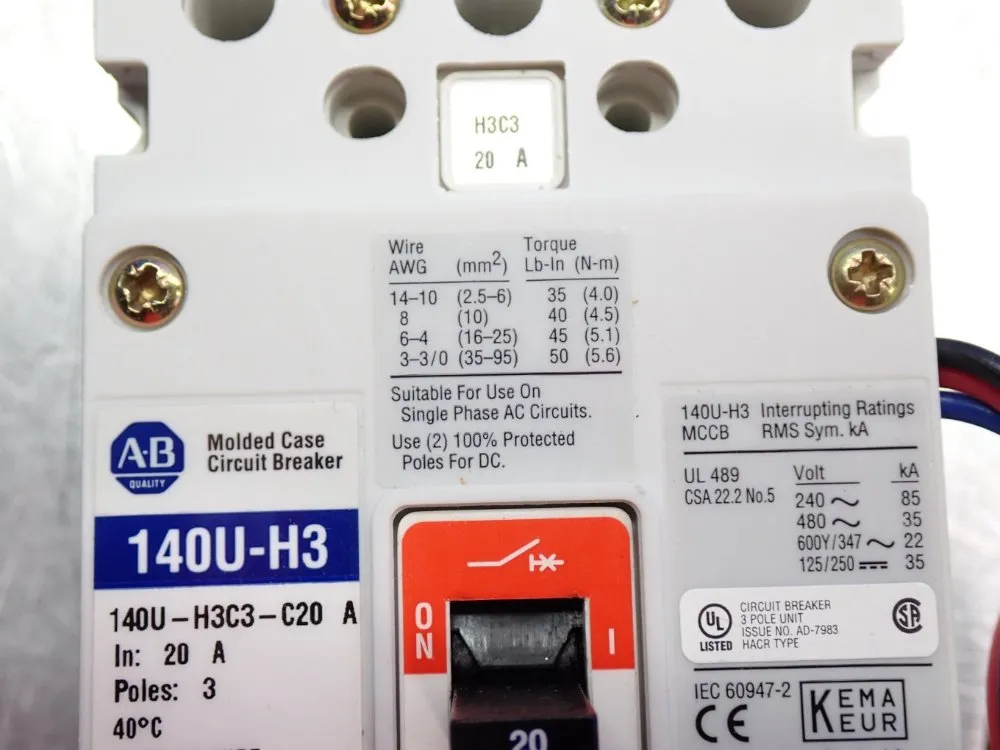 H3C3
20 A
Wire Torque
AWG (mm2) Lb-In (N-m)
14–10 (2.5–6) 35 (4.0)
8 (10) 40 (4.5)
6–4 (16–25) 45 (5.1)
3–3/0 (35–95) 50 (5.6)
Suitable For Use On
Single Phase AC Circuits.
Use (2) 100% Protected
Poles For DC.
A-B
QUALITY
Molded Case
Circuit Breaker
140U-H3
140U-H3C3-C20 A
In: 20 A
Poles: 3
40°C
ON
I
20
140U-H3 Interrupting Ratings
MCCB RMS Sym. kA
UL 489 Volt kA
CSA 22.2 No.5 240 ~ 85
480 ~ 35
600Y/347 ~ 22
125/250 ⎓ 35
UL
LISTED
CIRCUIT BREAKER
3 POLE UNIT
ISSUE NO. AD-7983
HACR TYPE
SA
IEC 60947-2
CE
KEMA
KEUR